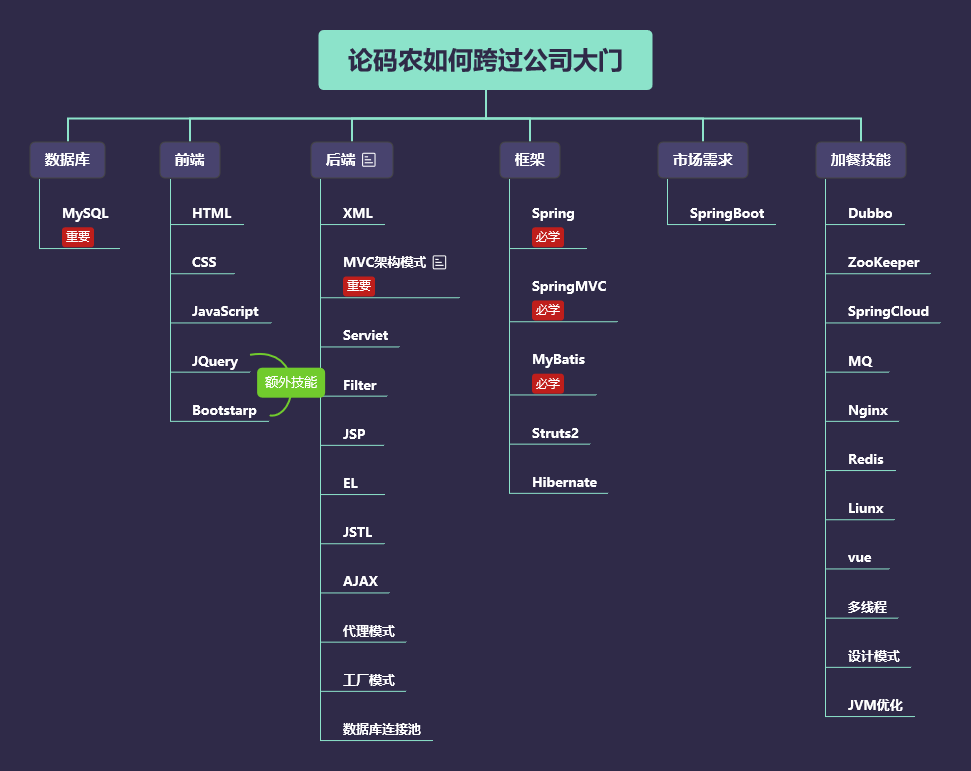 论码农如何跨过公司大门
数据库
MySQL
重要
前端
HTML
CSS
JavaScript
JQuery
Bootstarp
额外技能
后端
XML
MVC架构模式
重要
Serviet
Filter
JSP
EL
JSTL
AJAX
代理模式
工厂模式
数据库连接池
框架
Spring
必学
SpringMVC
必学
MyBatis
必学
Struts2
Hibernate
市场需求
SpringBoot
加餐技能
Dubbo
ZooKeeper
SpringCloud
MQ
Nginx
Redis
Liunx
vue
多线程
设计模式
JVM优化